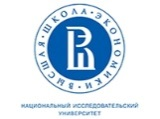 ВЫСШАЯ ШКОЛА ЭКОНОМИКИ
НАЦИОНАЛЬНЫЙ ИССЛЕДОВАТЕЛЬСКИЙ
УНИВЕРСИТЕТ